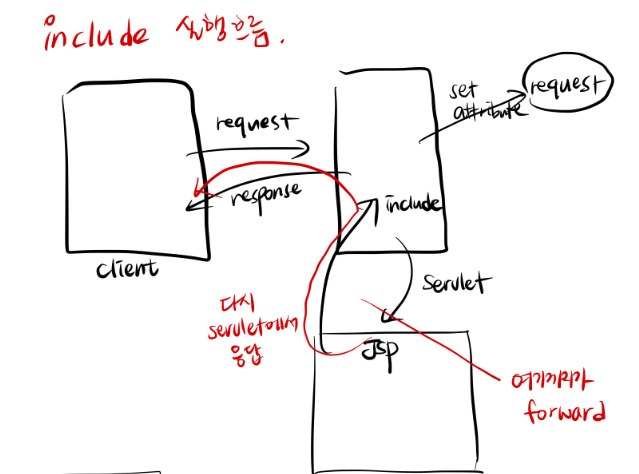 include 실행흐름.
request
response
client
set
attribute
request
include
Servlet
다시
servlet에서
응답
Jsp
여기까지가
forward